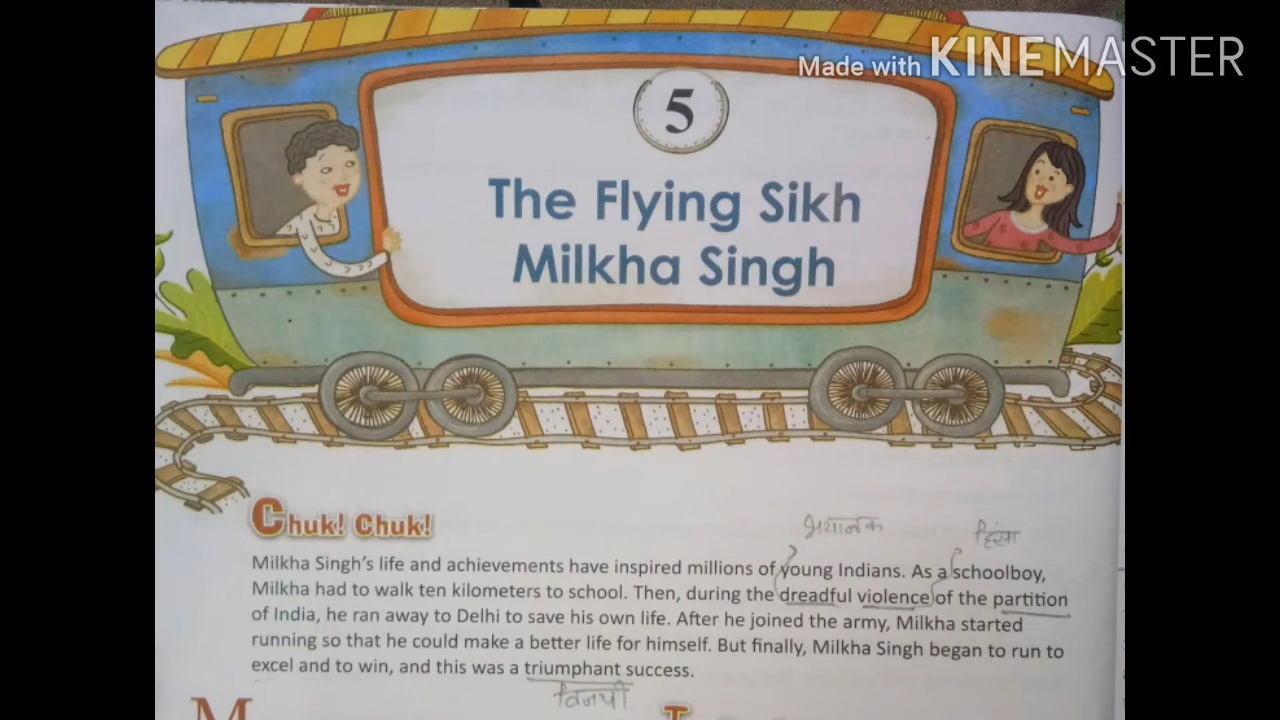 Made with KINEMASTER
5
The Flying Sikh
Milkha Singh
Chuk! Chuk!
भयानक हिंसा
Milkha Singh's life and achievements have inspired millions of young Indians. As a schoolboy,
Milkha had to walk ten kilometers to school. Then, during the dreadful violence of the partition
of India, he ran away to Delhi to save his own life. After he joined the army, Milkha started
running so that he could make a better life for himself. But finally, Milkha Singh began to run to
excel and to win, and this was a triumphant success.
विजयी
M T